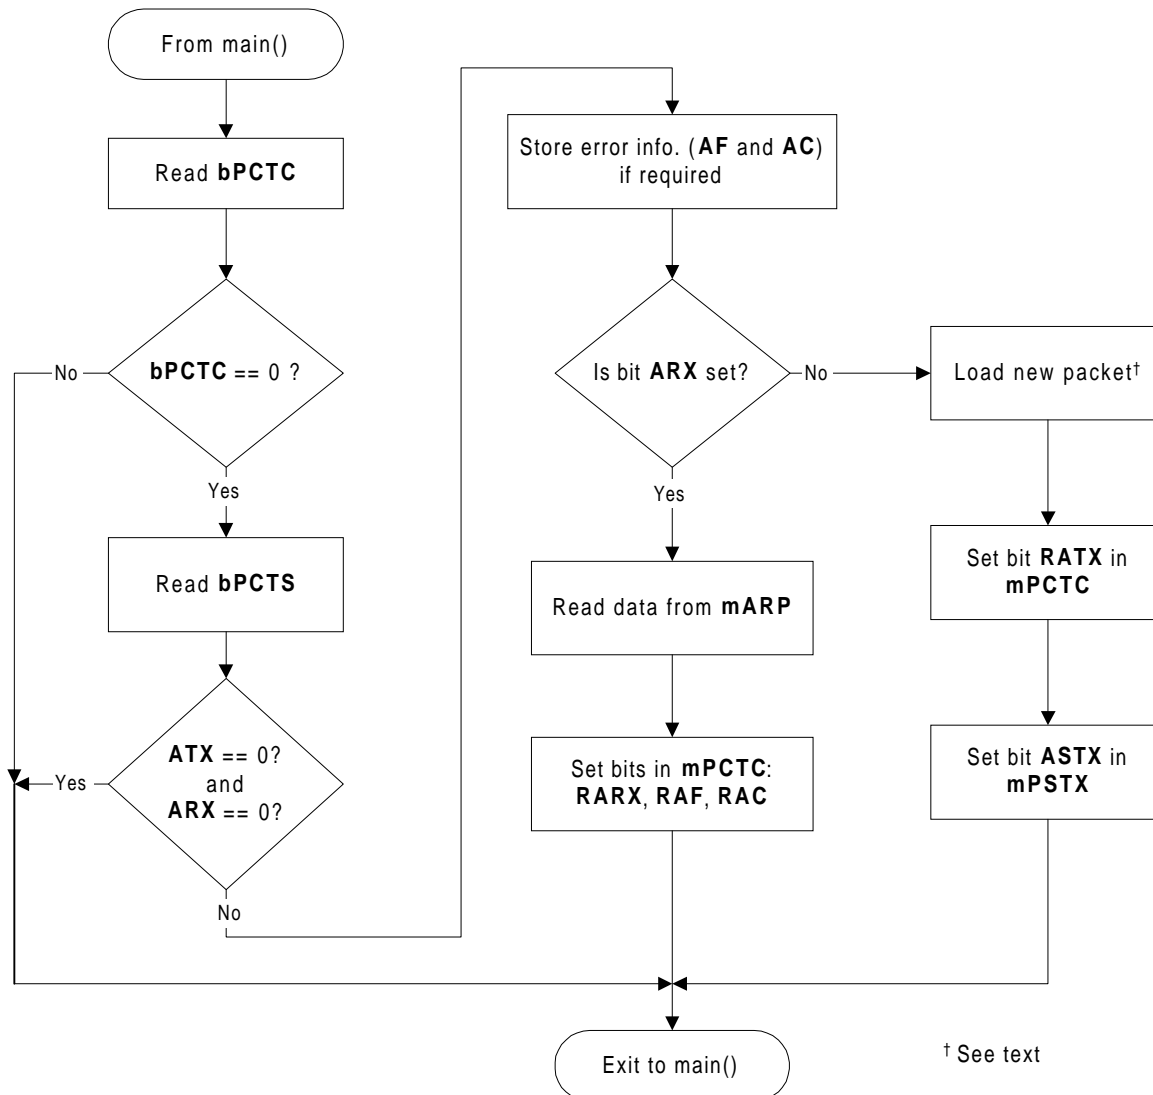 From main()
Read bPCTC
bPCTC == 0 ?
No
Yes
Read bPCTS
ATX == 0?
and
ARX == 0?
Yes
No
Store error info. (AF and AC)
if required
Is bit ARX set?
No
Yes
Read data from mARP
Set bits in mPCTC:
RARX, RAF, RAC
Load new packet†
Set bit RATX in
mPCTC
Set bit ASTX in
mPSTX
Exit to main()
† See text